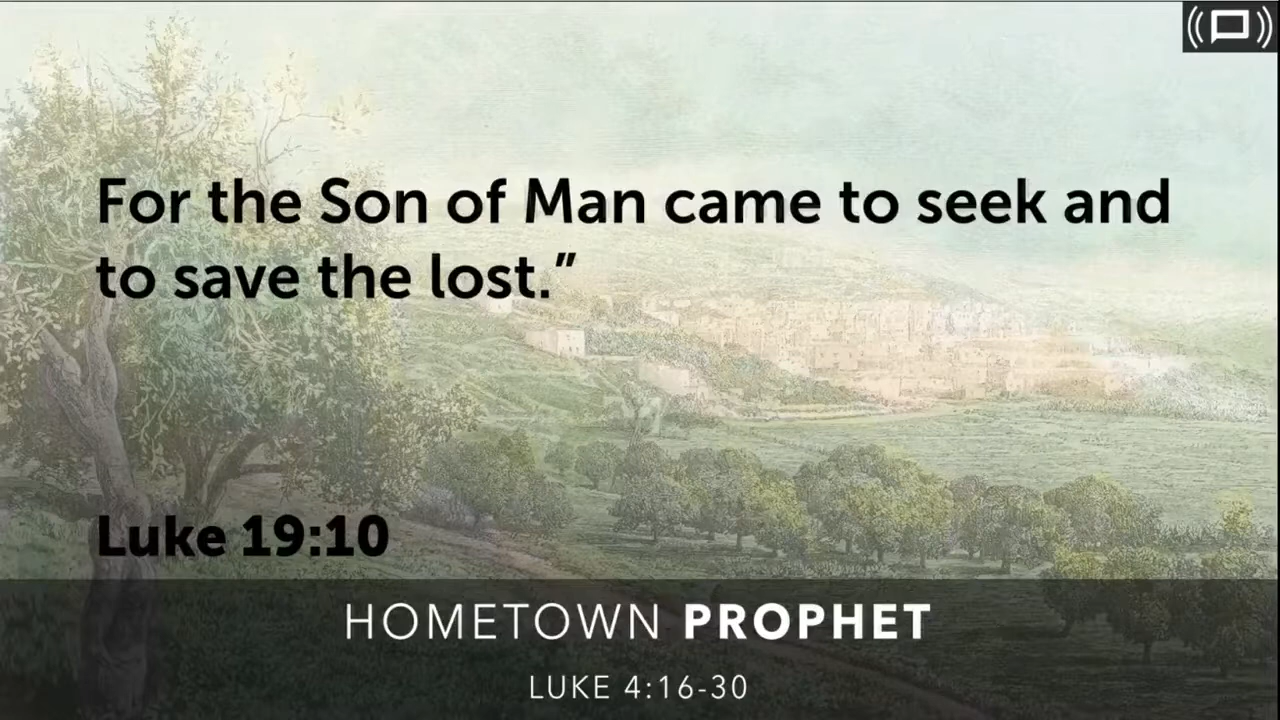 For the Son of Man came to seek and
to save the lost.”
Luke 19:10
HOMETOWN PROPHET
LUKE 4:16-30